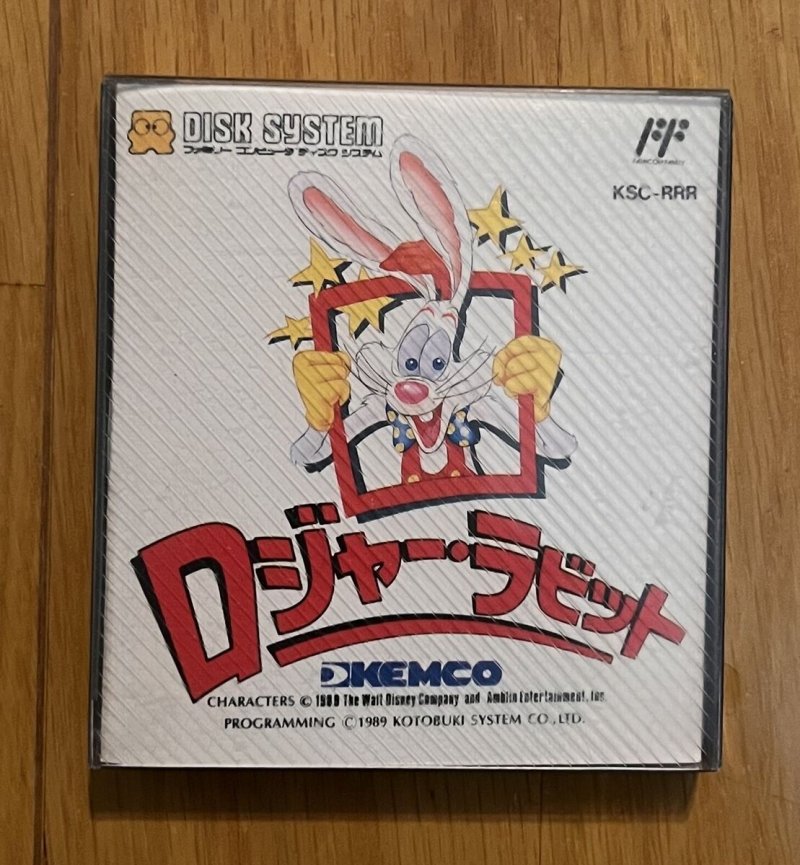 DISK SYSTEM
ファミリー コンピュータ ディスク システム
FAMICOM FAMILY
KSC-RRR
ロジャー・ラビット
KEMCO
CHARACTERS © The Walt Disney Company and Amblin Entertainment, Inc.
PROGRAMMING © 1989 KOTOBUKI SYSTEM CO., LTD.